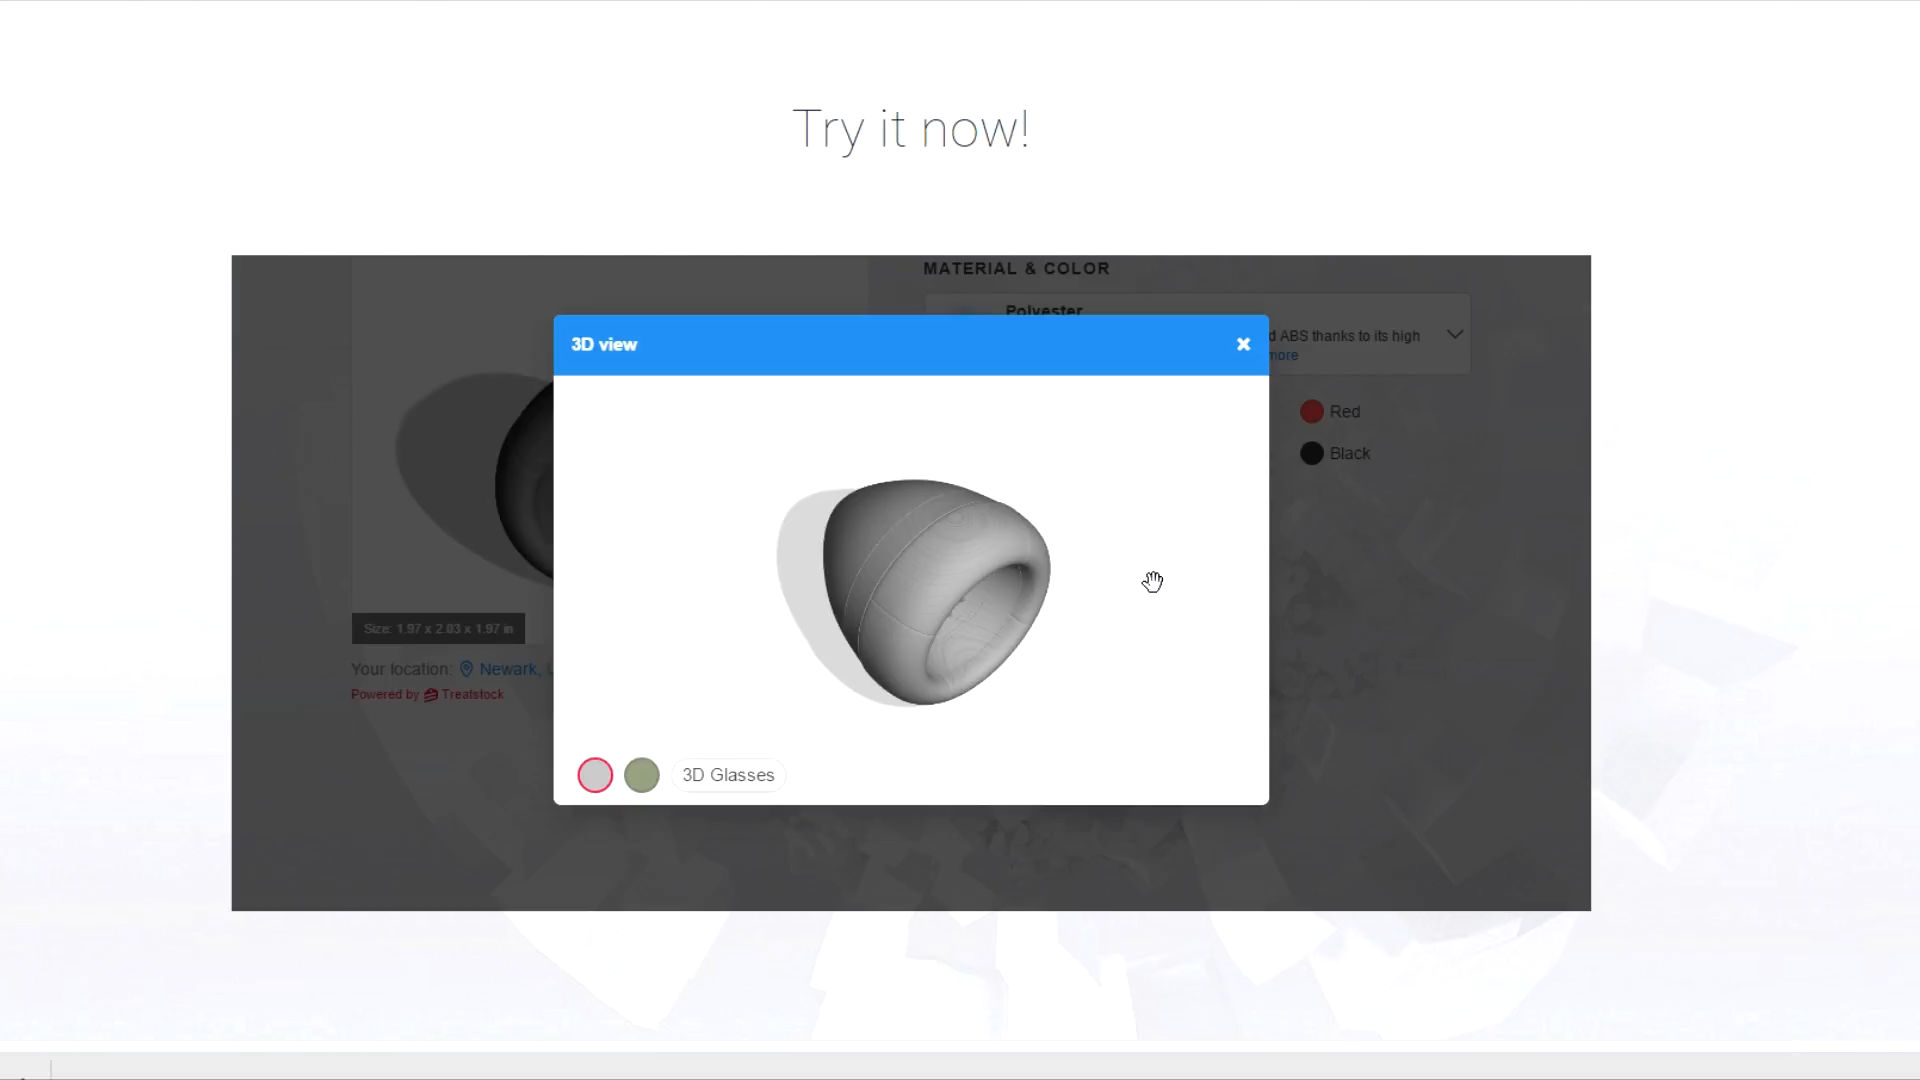 Try it now!
MATERIAL & COLOR
Polyester
3D view
d ABS thanks to its high
more
Red
Black
Size: 1.97 x 2.03 x 1.97 in
Your location: Newark,
Powered by Treatstock
3D Glasses